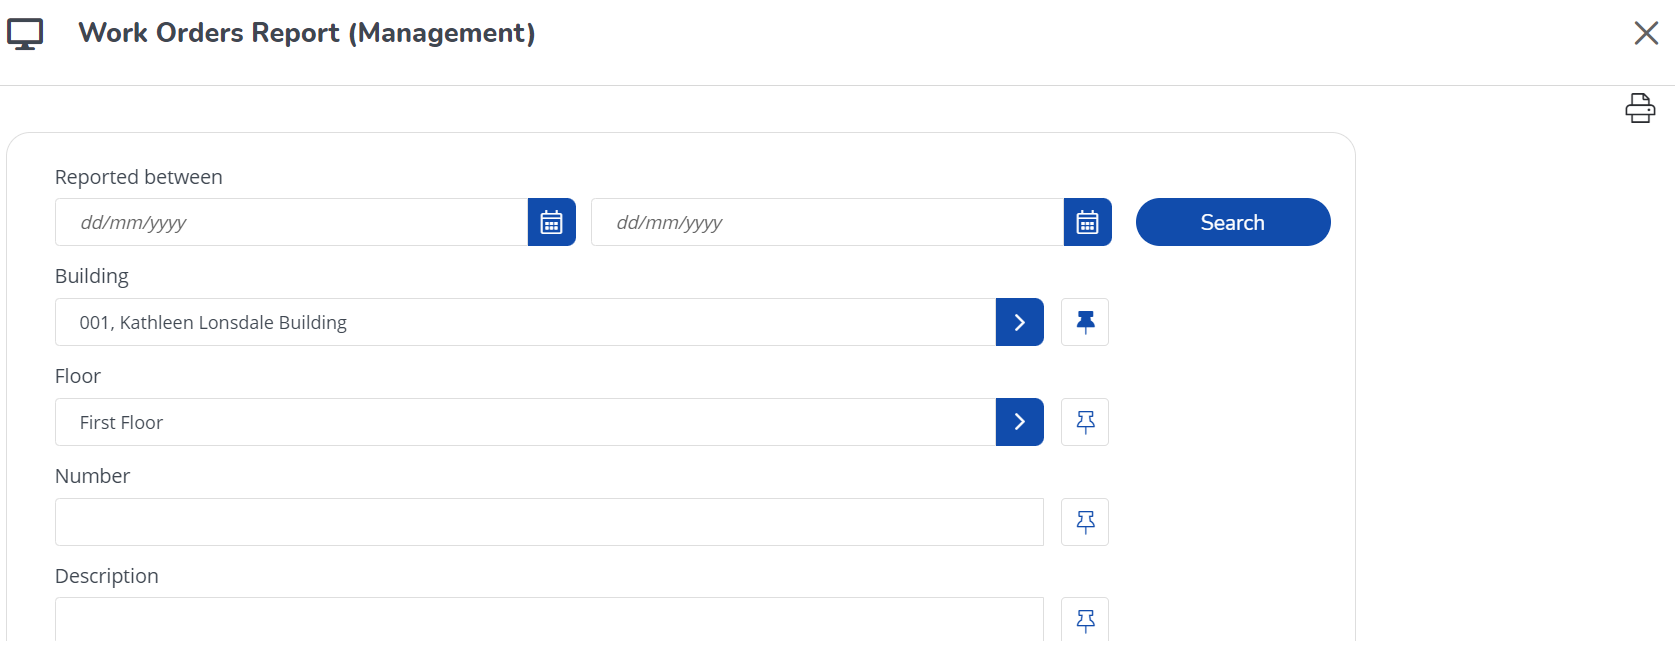 Work Orders Report (Management)
Reported between
dd/mm/yyyy dd/mm/yyyy Search
Building
001, Kathleen Lonsdale Building
Floor
First Floor
Number
Description